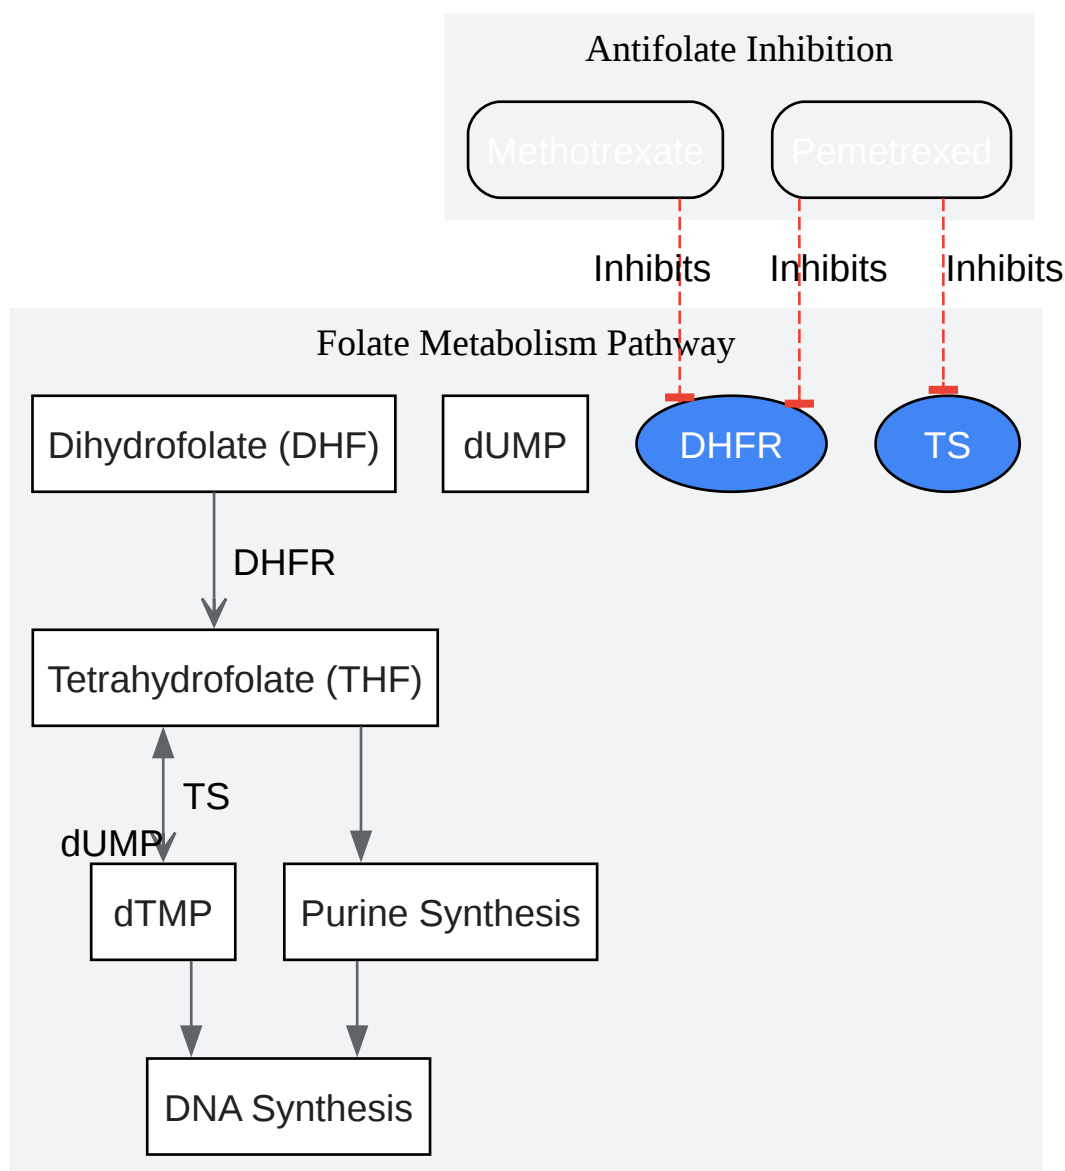 Antifolate Inhibition
Methotrexate
Pemetrexed
Inhibits
Inhibits
Inhibits
Folate Metabolism Pathway
Dihydrofolate (DHF)
dUMP
DHFR
TS
DHFR
Tetrahydrofolate (THF)
TS
dUMP
dTMP
Purine Synthesis
DNA Synthesis